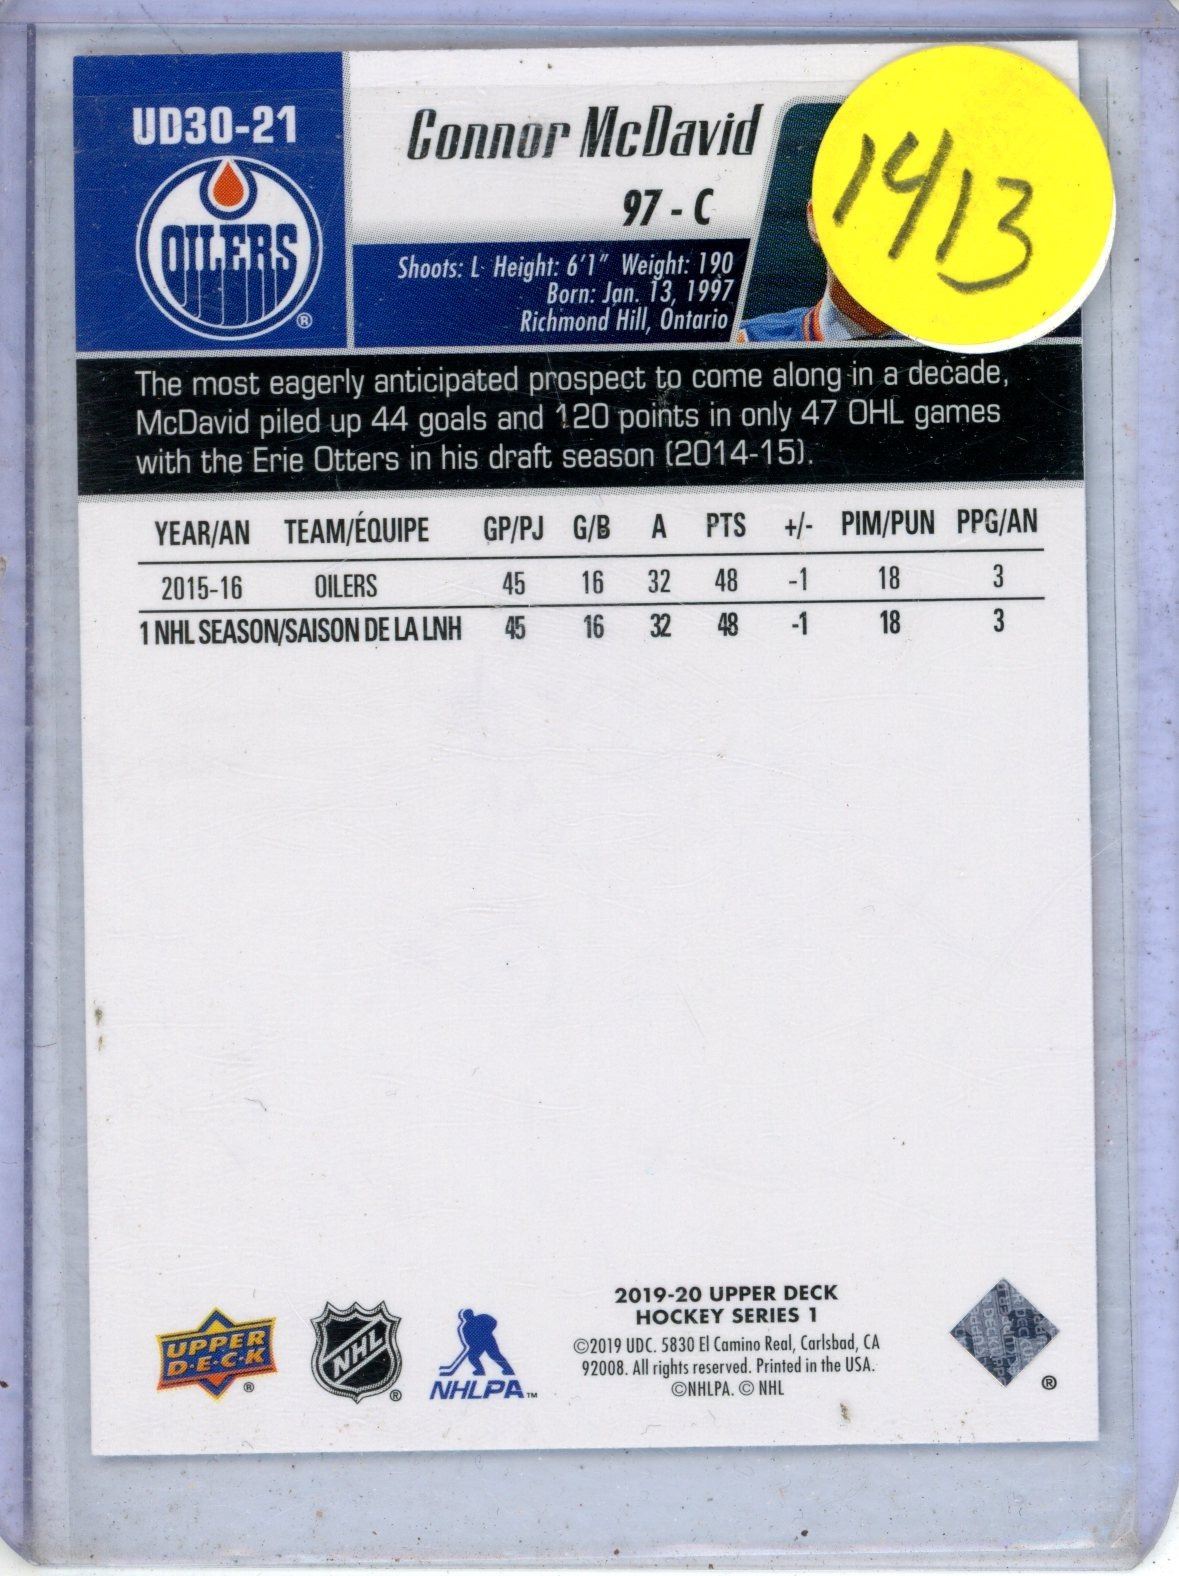 UD30-21
OILERS
®
Connor McDavid
97 - C
Shoots: L Height: 6'1" Weight: 190
Born: Jan. 13, 1997
Richmond Hill, Ontario
1413
The most eagerly anticipated prospect to come along in a decade,
McDavid piled up 44 goals and 120 points in only 47 OHL games
with the Erie Otters in his draft season (2014-15).
YEAR/AN TEAM/ÉQUIPE GP/PJ G/B A PTS +/- PIM/PUN PPG/AN
2015-16 OILERS 45 16 32 48 -1 18 3
1 NHL SEASON/SAISON DE LA LNH 45 16 32 48 -1 18 3
UPPER
D·E·C·K
®
NHL
®
NHLPA™
2019-20 UPPER DECK
HOCKEY SERIES 1
©2019 UDC. 5830 El Camino Real, Carlsbad, CA
92008. All rights reserved. Printed in the USA.
©NHLPA. © NHL
®